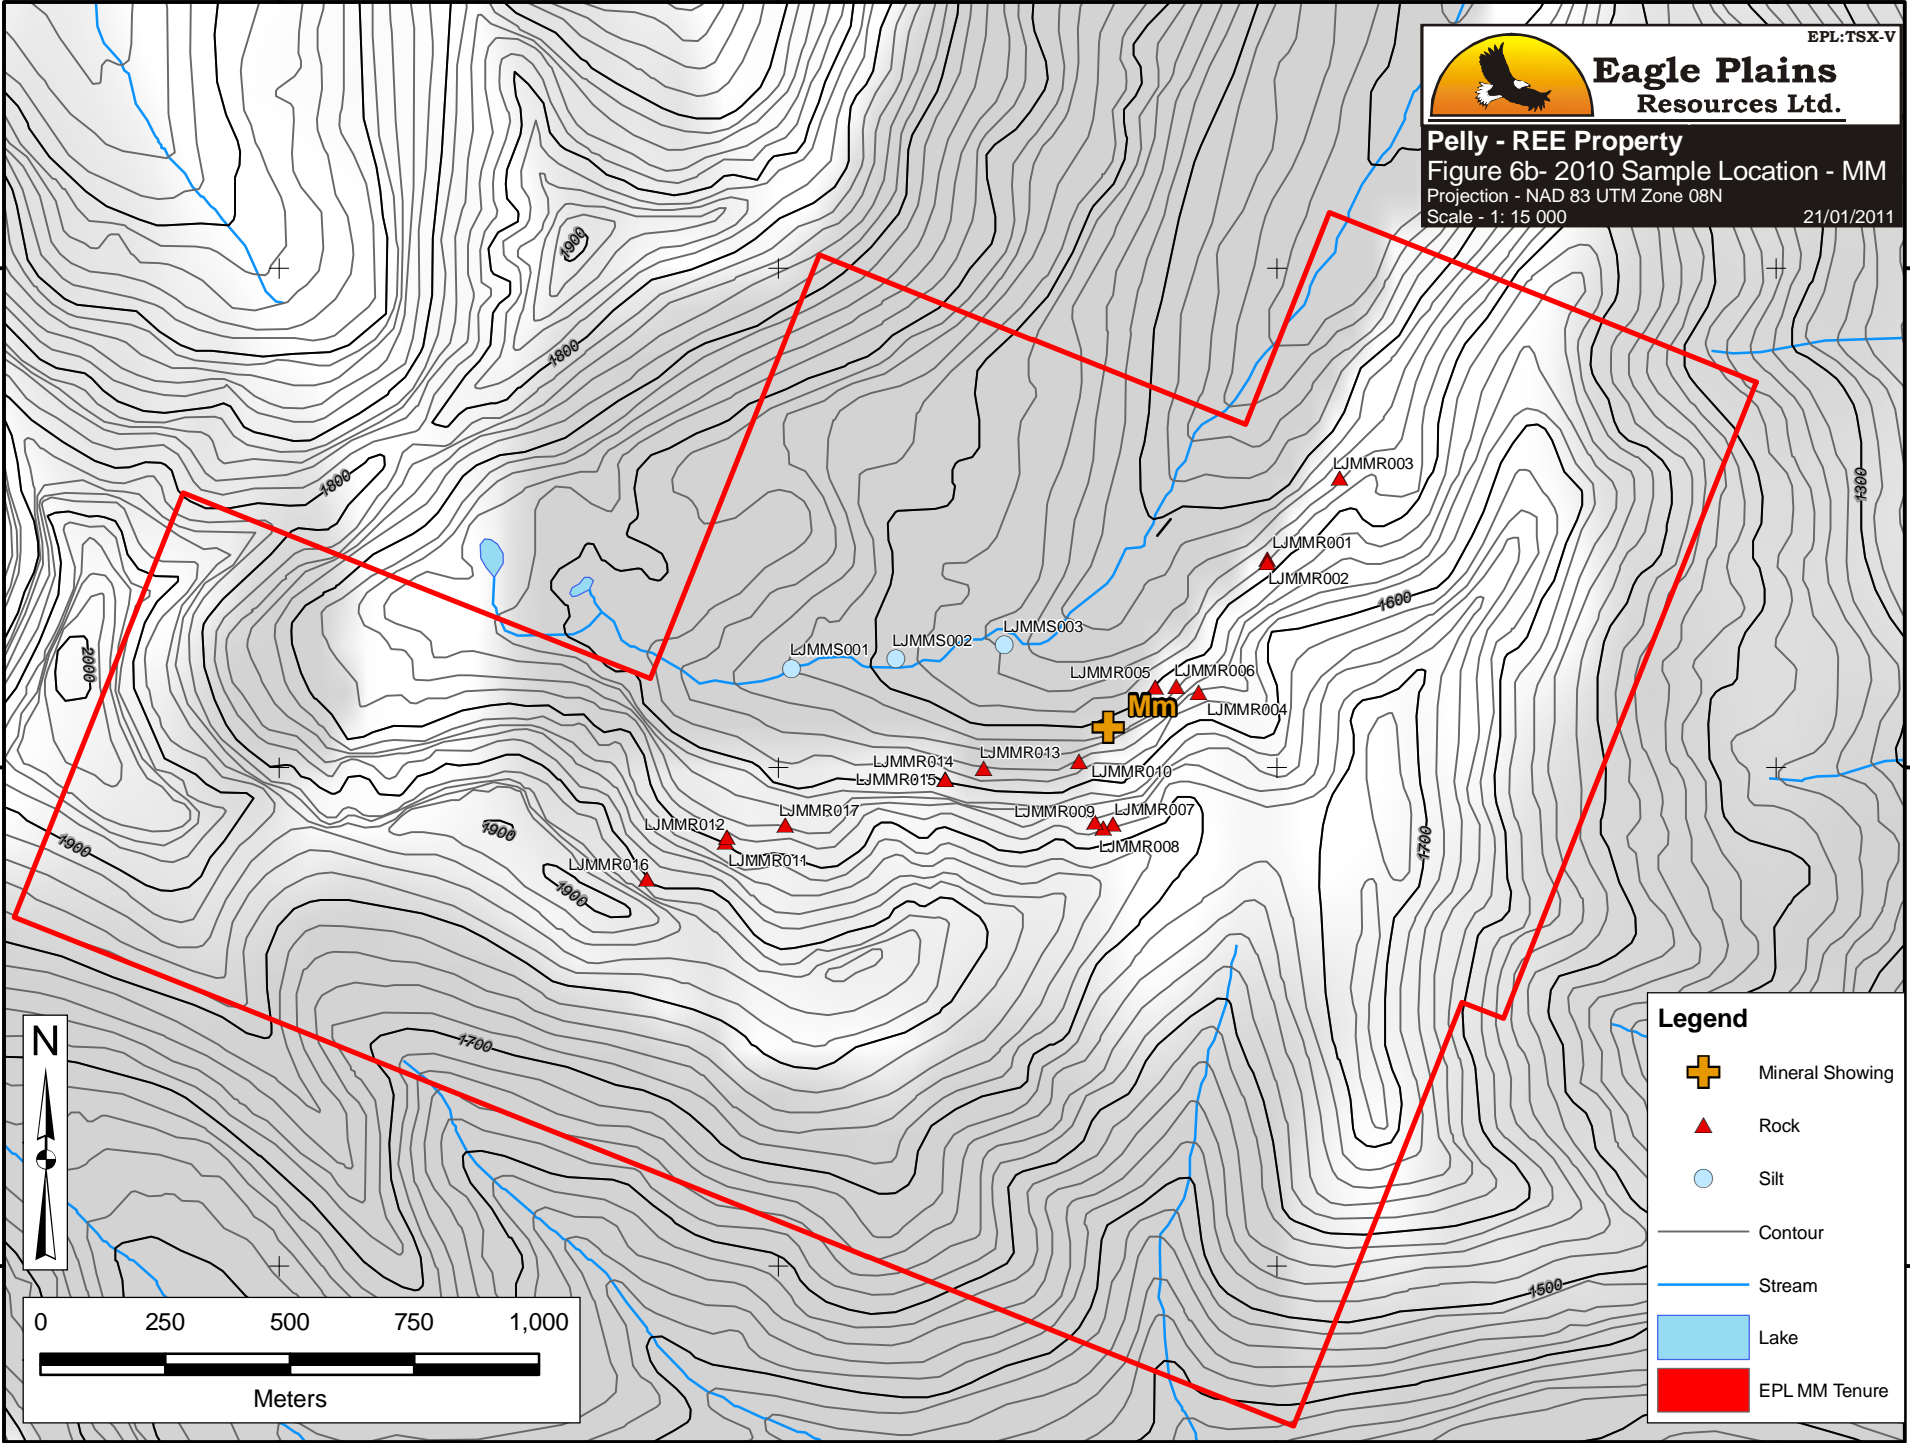 EPL:TSX-V
Eagle Plains
Resources Ltd.
Pelly - REE Property
Figure 6b- 2010 Sample Location - MM
Projection - NAD 83 UTM Zone 08N
Scale - 1: 15 000 21/01/2011
1900
1800
1800
LJMMR003
1300
LJMMR001
LJMMR002
1600
LJMMS001
LJMMS002
LJMMS003
2000
LJMMR005
LJMMR006
Mm
LJMMR004
LJMMR014
LJMMR013
LJMMR015
LJMMR010
LJMMR017
LJMMR009
LJMMR007
LJMMR012
1900
1900
LJMMR008
1700
LJMMR011
LJMMR016
1900
1700
1500
N
0 250 500 750 1,000
Meters
Legend
Mineral Showing
Rock
Silt
Contour
Stream
Lake
EPL MM Tenure